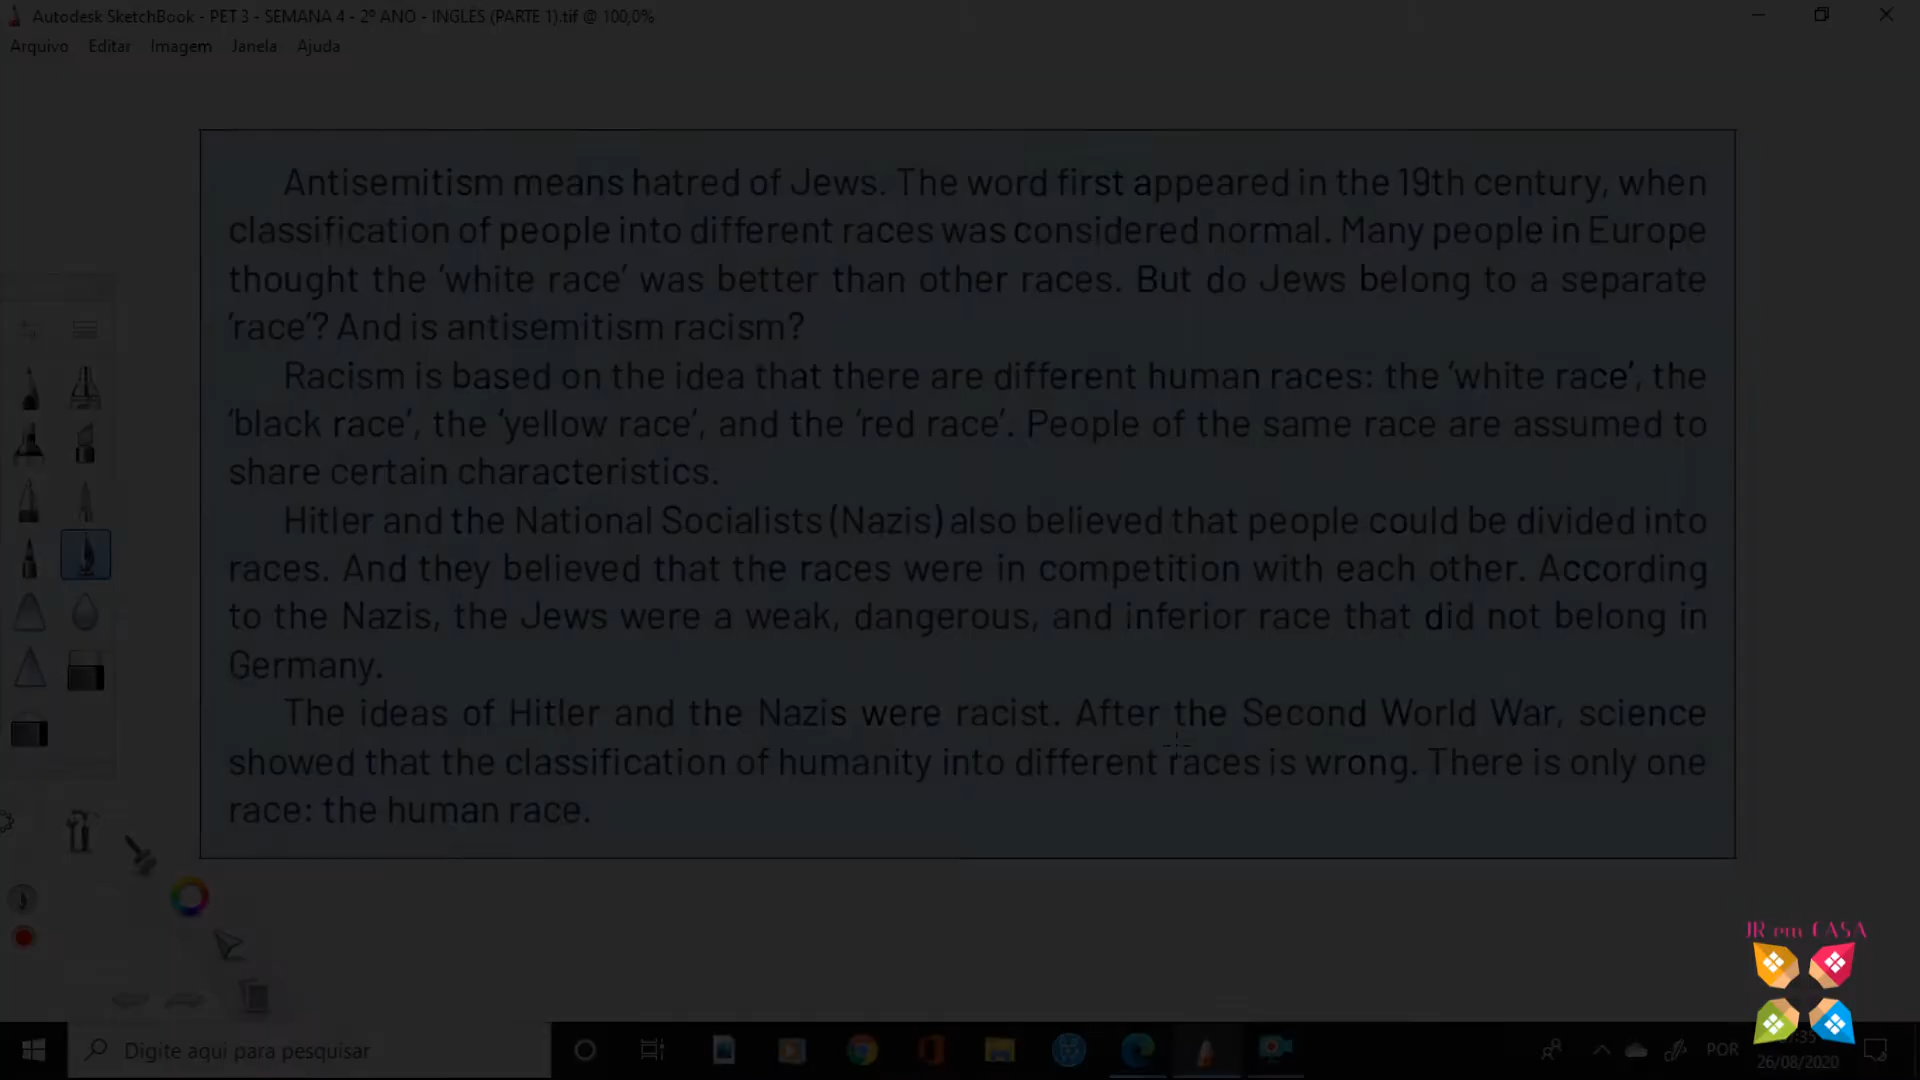 Autodesk SketchBook - PET 3 - SEMANA 4 - 2º ANO - INGLÊS (PARTE 1).tif @ 100,0%
Arquivo Editar Imagem Janela Ajuda
Antisemitism means hatred of Jews. The word first appeared in the 19th century, when
classification of people into different races was considered normal. Many people in Europe
thought the ‘white race’ was better than other races. But do Jews belong to a separate
‘race’? And is antisemitism racism?
Racism is based on the idea that there are different human races: the ‘white race’, the
‘black race’, the ‘yellow race’, and the ‘red race’. People of the same race are assumed to
share certain characteristics.
Hitler and the National Socialists (Nazis) also believed that people could be divided into
races. And they believed that the races were in competition with each other. According
to the Nazis, the Jews were a weak, dangerous, and inferior race that did not belong in
Germany.
The ideas of Hitler and the Nazis were racist. After the Second World War, science
showed that the classification of humanity into different races is wrong. There is only one
race: the human race.
JR em CASA
Digite aqui para pesquisar
POR
26/08/2020